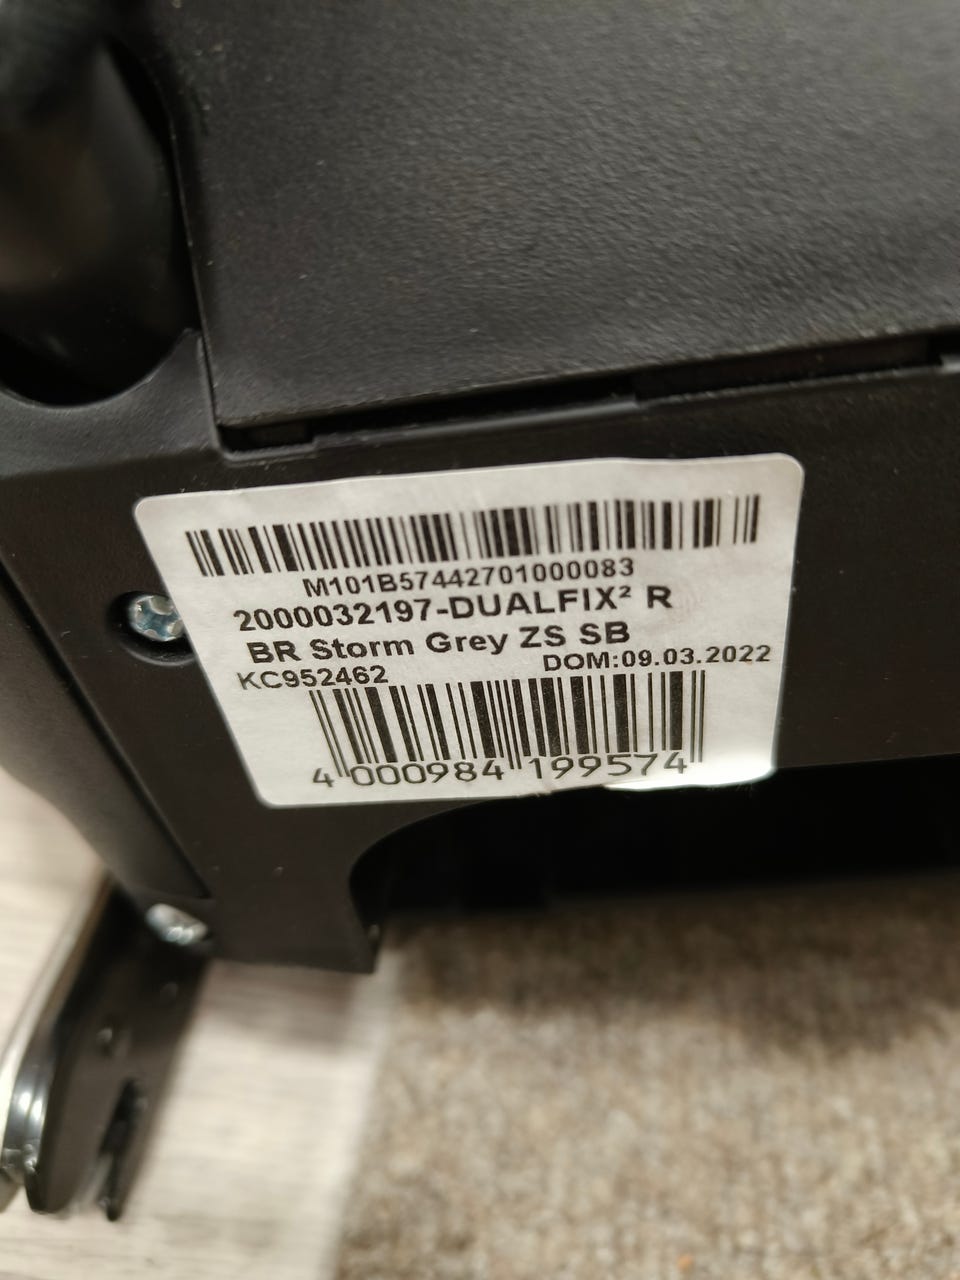 M101B57442701000083
2000032197-DUALFIX² R
BR Storm Grey ZS SB
KC952462 DOM:09.03.2022
4 000984 199574